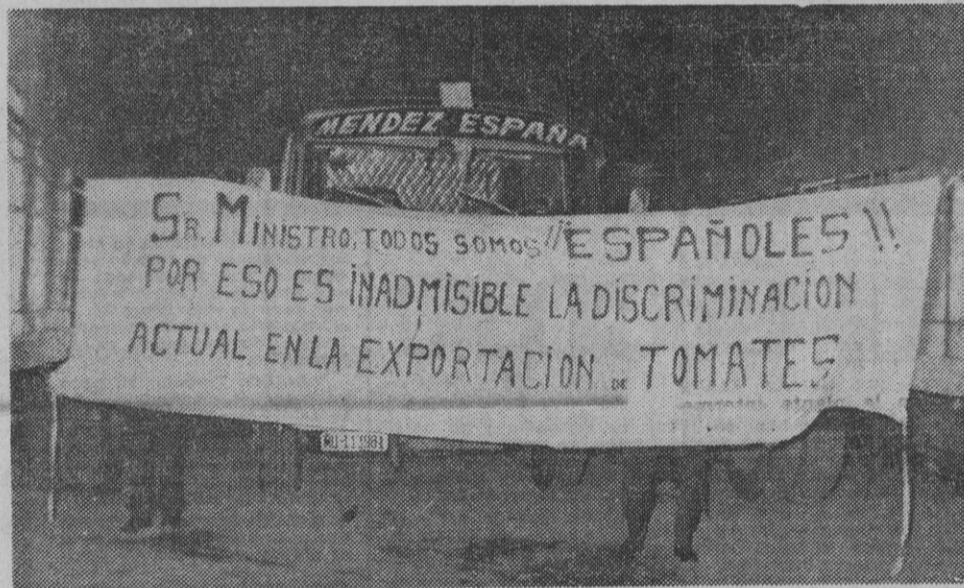 MENDEZ ESPAÑA
SR. MINISTRO, TODOS SOMOS ¡¡ESPAÑOLES!!
POR ESO ES INADMISIBLE LA DISCRIMINACION
ACTUAL EN LA EXPORTACION DE TOMATES